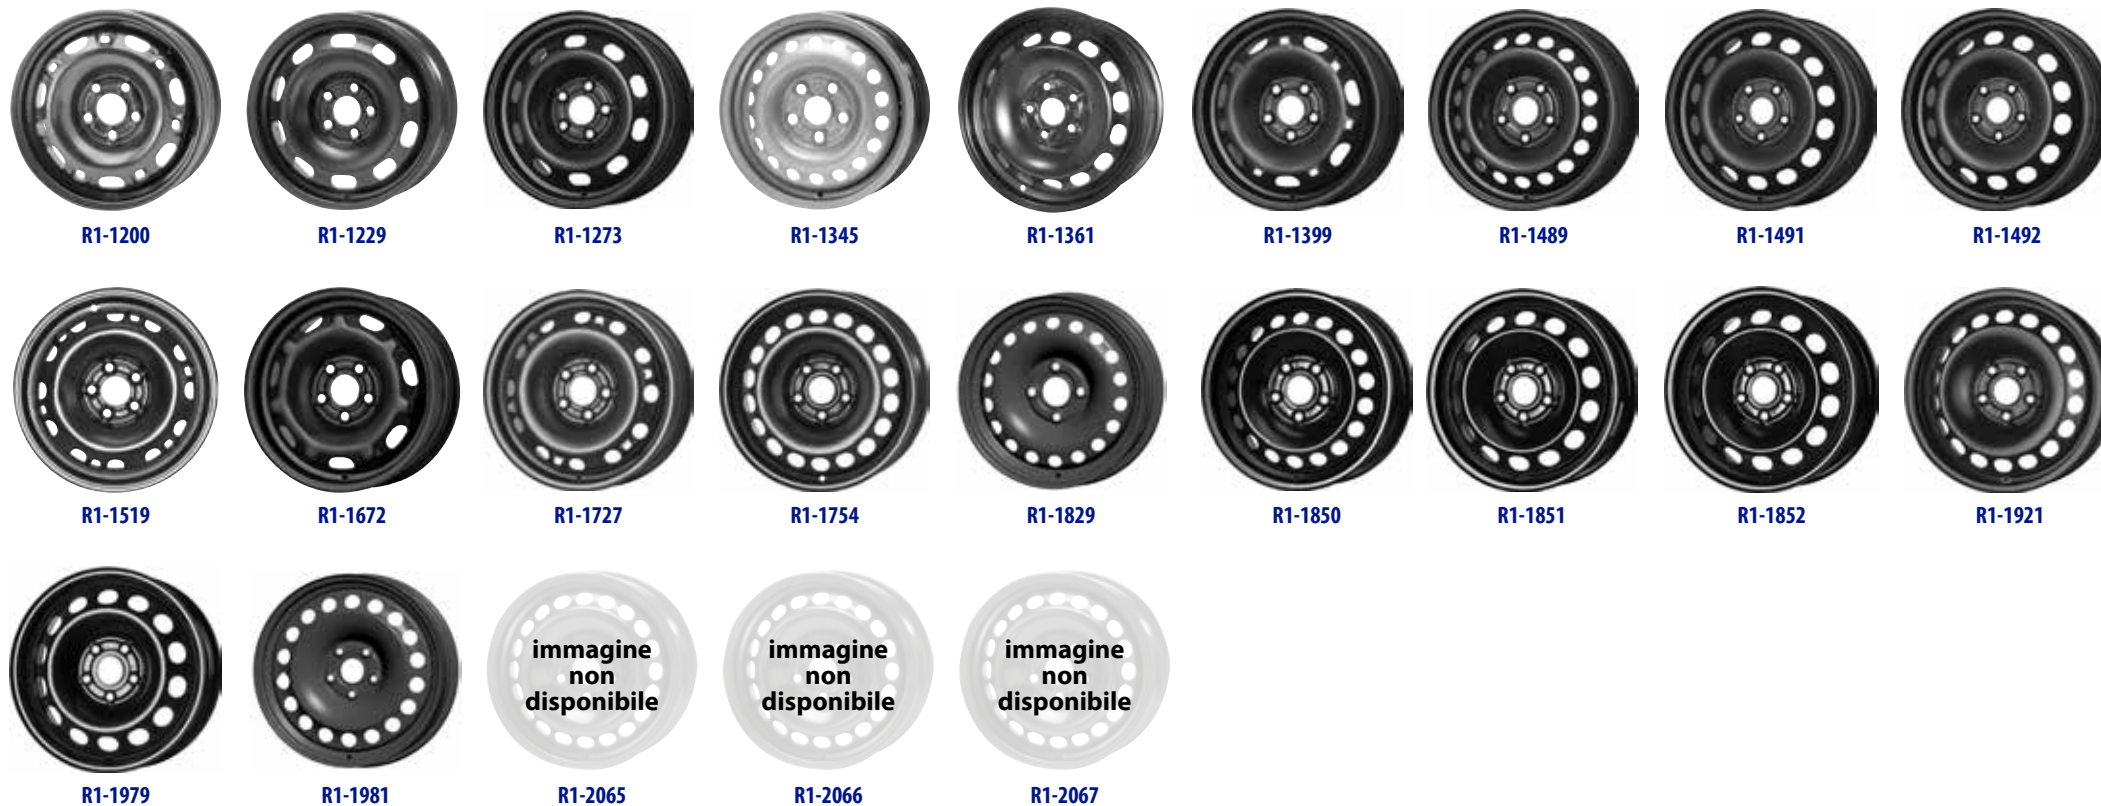 R1-1200
R1-1229
R1-1273
R1-1345
R1-1361
R1-1399
R1-1489
R1-1491
R1-1492
R1-1519
R1-1672
R1-1727
R1-1754
R1-1829
R1-1850
R1-1851
R1-1852
R1-1921
immagine
non
disponibile
immagine
non
disponibile
immagine
non
disponibile
R1-1979
R1-1981
R1-2065
R1-2066
R1-2067